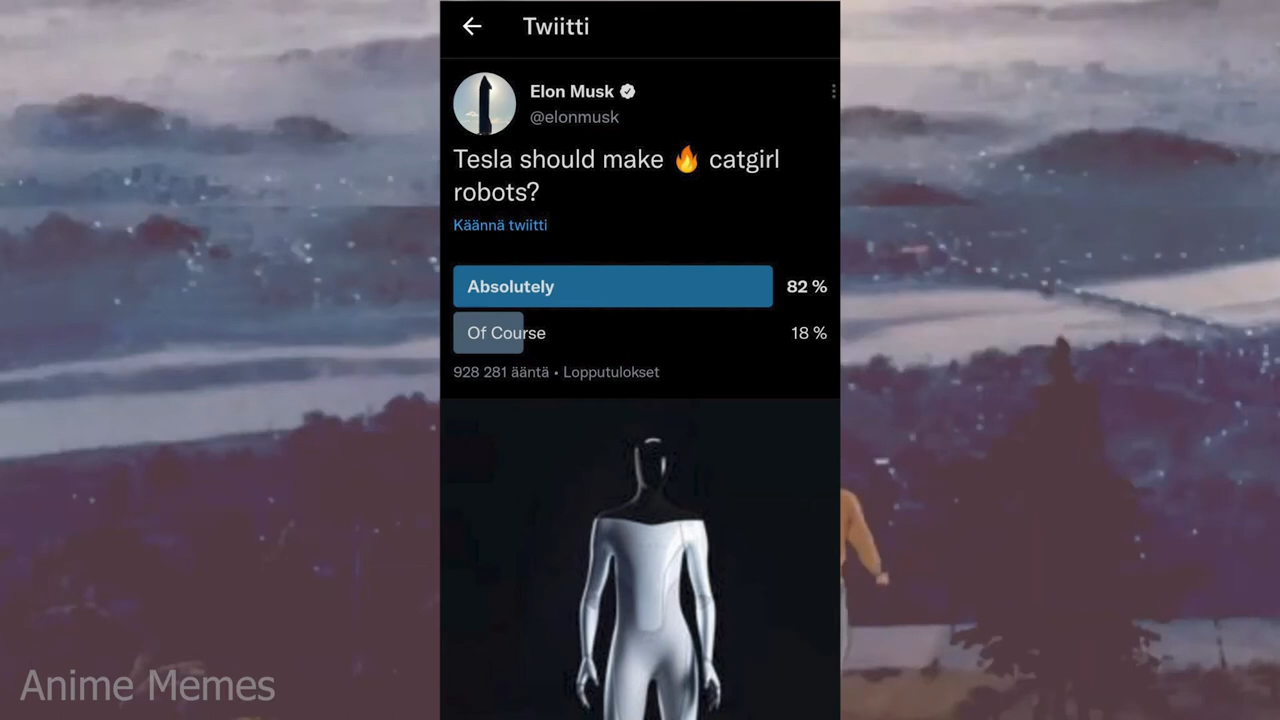 Twiitti
Elon Musk
@elonmusk
Tesla should make 🔥 catgirl
robots?
Käännä twiitti
Absolutely 82 %
Of Course 18 %
928 281 ääntä • Lopputulokset
Anime Memes